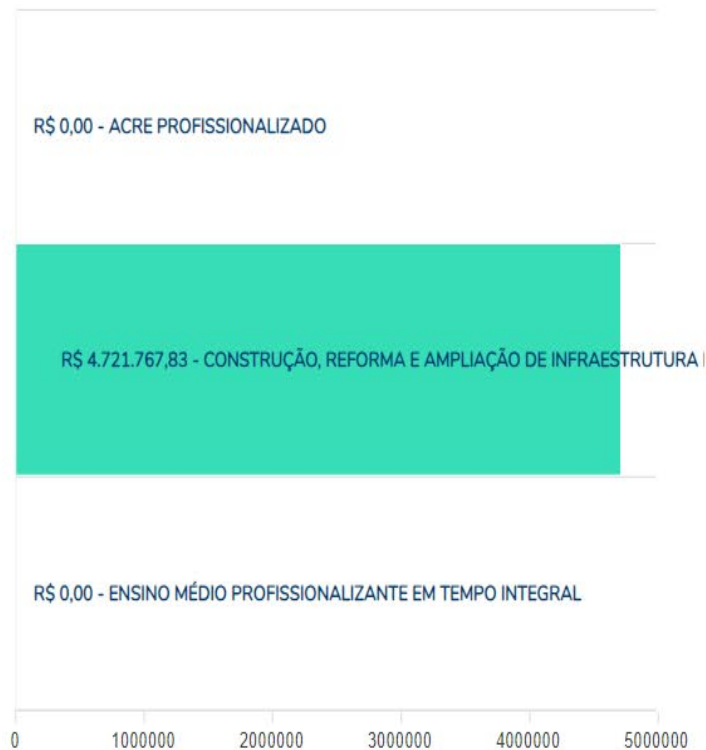 R$ 0,00 - ACRE PROFISSIONALIZADO
R$ 4.721.767,83 - CONSTRUÇÃO, REFORMA E AMPLIAÇÃO DE INFRAESTRUTURA
R$ 0,00 - ENSINO MÉDIO PROFISSIONALIZANTE EM TEMPO INTEGRAL
0 1000000 2000000 3000000 4000000 5000000